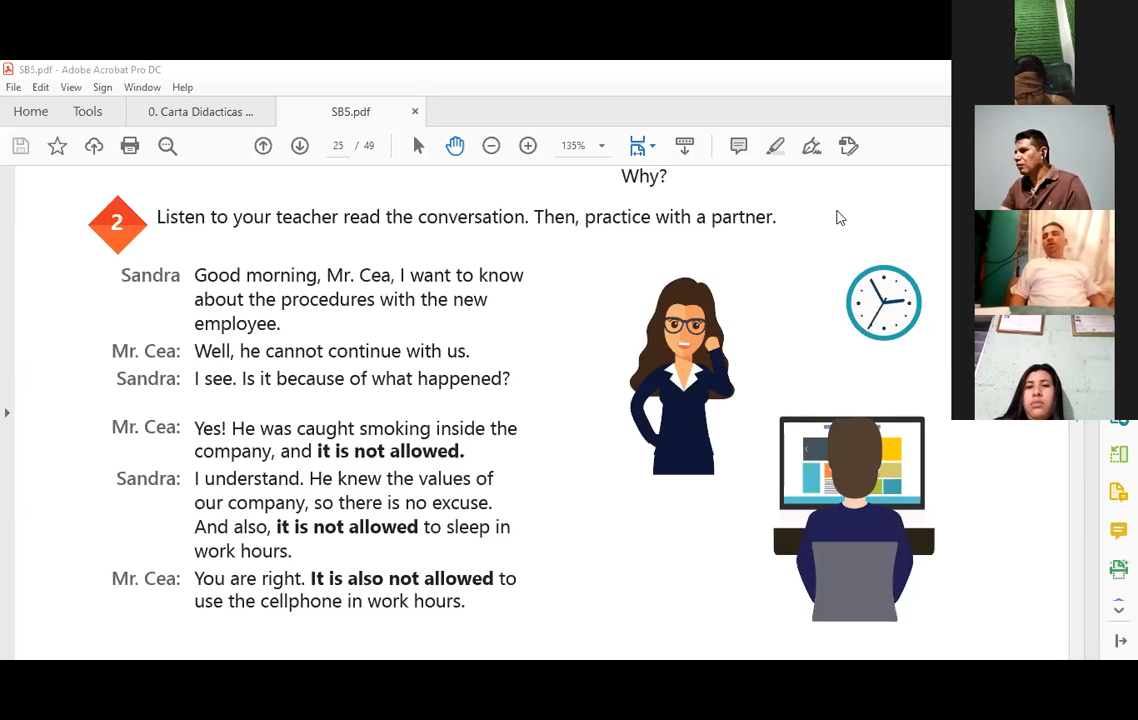 SB5.pdf - Adobe Acrobat Pro DC
File Edit View Sign Window Help
Home Tools 0. Carta Didacticas ... SB5.pdf ×
25 / 49 135%
Why?
2 Listen to your teacher read the conversation. Then, practice with a partner.
Sandra Good morning, Mr. Cea, I want to know
about the procedures with the new
employee.
Mr. Cea: Well, he cannot continue with us.
Sandra: I see. Is it because of what happened?
Mr. Cea: Yes! He was caught smoking inside the
company, and it is not allowed.
Sandra: I understand. He knew the values of
our company, so there is no excuse.
And also, it is not allowed to sleep in
work hours.
Mr. Cea: You are right. It is also not allowed to
use the cellphone in work hours.